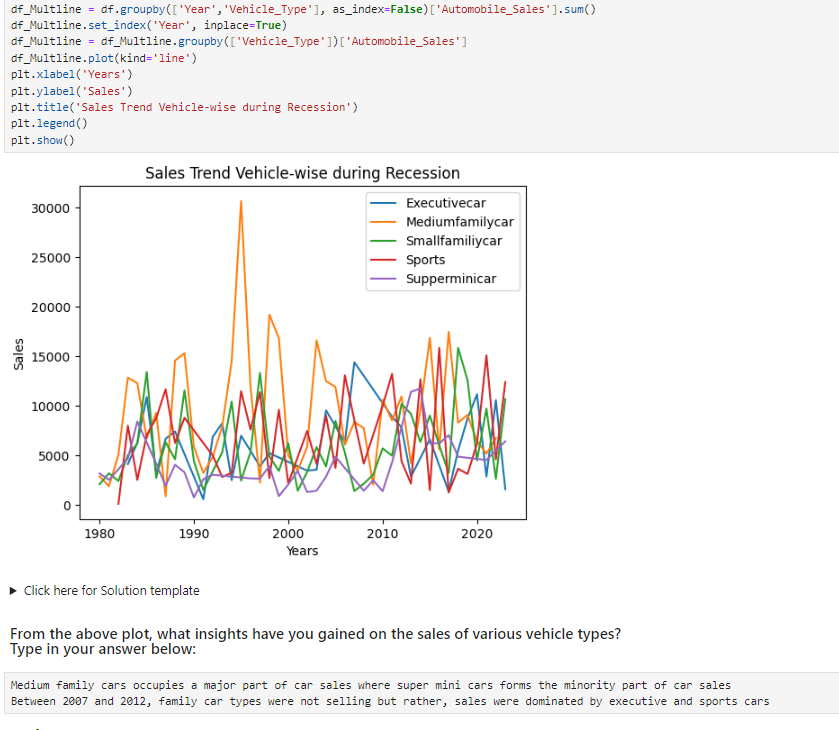 df_Multline = df.groupby(['Year','Vehicle_Type'], as_index=False)['Automobile_Sales'].sum()
df_Multline.set_index('Year', inplace=True)
df_Multline = df_Multline.groupby(['Vehicle_Type'])['Automobile_Sales']
df_Multline.plot(kind='line')
plt.xlabel('Years')
plt.ylabel('Sales')
plt.title('Sales Trend Vehicle-wise during Recession')
plt.legend()
plt.show()
Sales Trend Vehicle-wise during Recession
Executivecar
Mediumfamilycar
Smallfamiliycar
Sports
Supperminicar
30000
25000
20000
15000
10000
5000
0
Sales
1980 1990 2000 2010 2020
Years
Click here for Solution template
From the above plot, what insights have you gained on the sales of various vehicle types?
Type in your answer below:
Medium family cars occupies a major part of car sales where super mini cars forms the minority part of car sales
Between 2007 and 2012, family car types were not selling but rather, sales were dominated by executive and sports cars